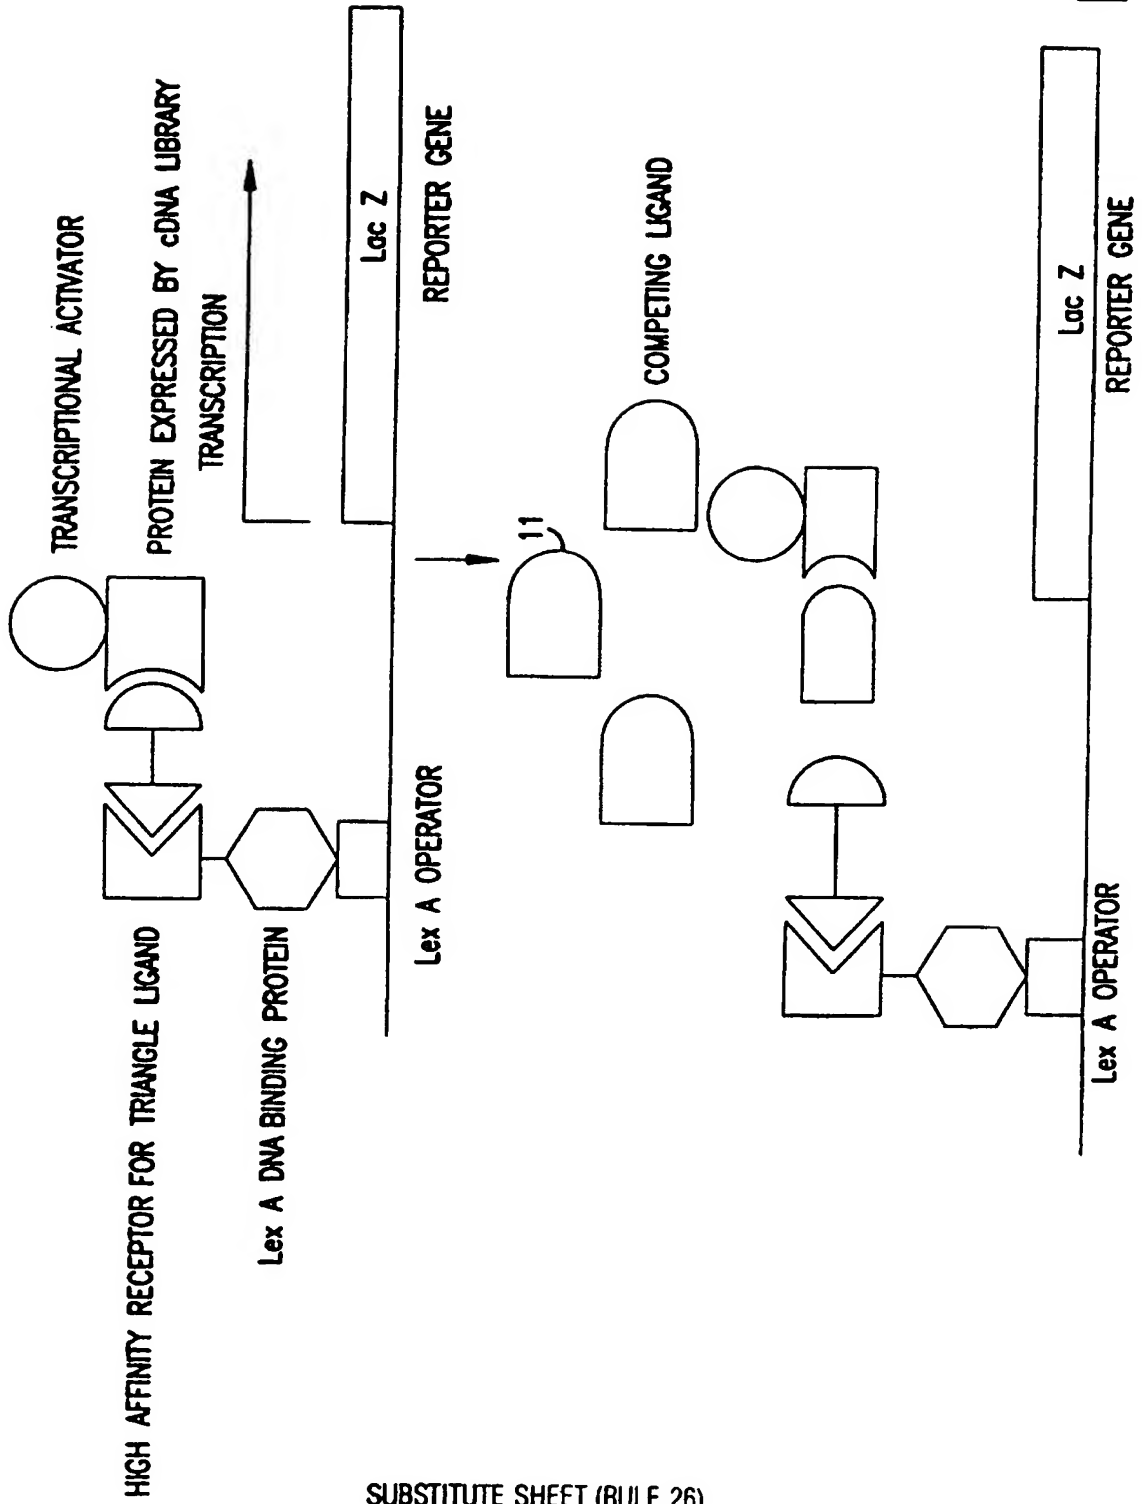 HIGH AFFINITY RECEPTOR FOR TRIANGLE LIGAND
TRANSCRIPTIONAL ACTIVATOR
PROTEIN EXPRESSED BY cDNA LIBRARY
TRANSCRIPTION
Lex A DNA BINDING PROTEIN
Lac Z
Lex A OPERATOR
REPORTER GENE
11
COMPETING LIGAND
Lac Z
Lex A OPERATOR
REPORTER GENE
SUBSTITUTE SHEET (RULE 26)